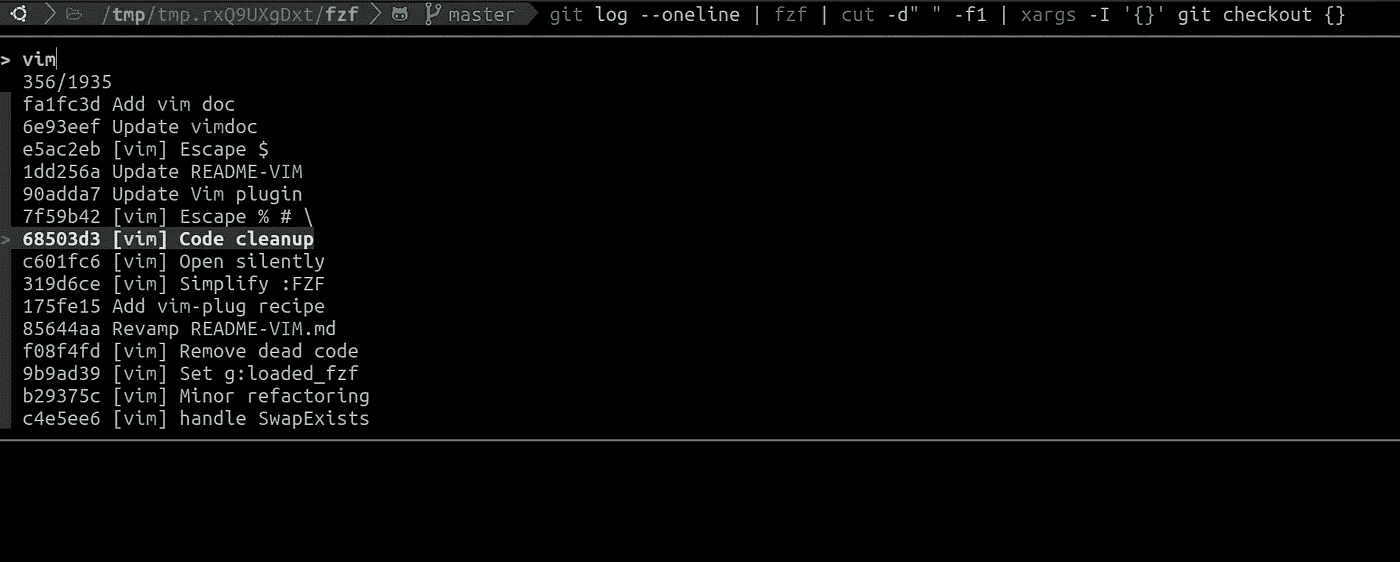 /tmp/tmp.rxQ9UXgDxt/fzf master git log --oneline | fzf | cut -d" " -f1 | xargs -I '{}' git checkout {}
> vim
356/1935
fa1fc3d Add vim doc
6e93eef Update vimdoc
e5ac2eb [vim] Escape $
1dd256a Update README-VIM
90adda7 Update Vim plugin
7f59b42 [vim] Escape % # \
> 68503d3 [vim] Code cleanup
c601fc6 [vim] Open silently
319d6ce [vim] Simplify :FZF
175fe15 Add vim-plug recipe
85644aa Revamp README-VIM.md
f08f4fd [vim] Remove dead code
9b9ad39 [vim] Set g:loaded_fzf
b29375c [vim] Minor refactoring
c4e5ee6 [vim] handle SwapExists